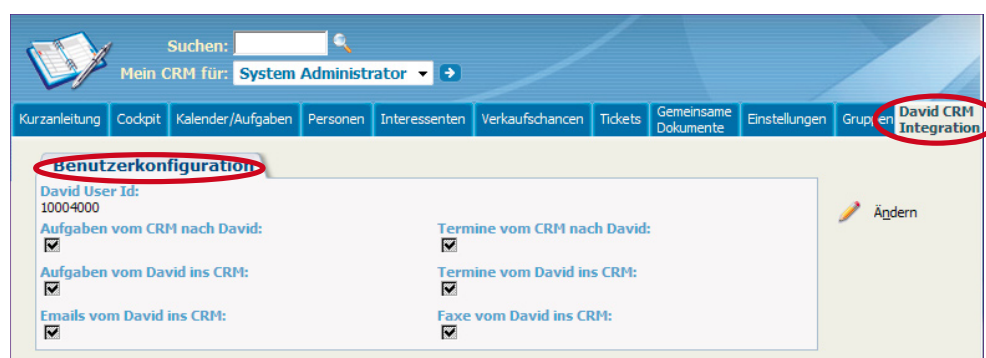 Suchen:
Mein CRM für: System Administrator
Kurzanleitung Cockpit Kalender/Aufgaben Personen Interessenten Verkaufschancen Tickets Gemeinsame Dokumente Einstellungen Gruppen David CRM Integration
Benutzerkonfiguration
David User Id:
10004000
Ändern
Aufgaben vom CRM nach David: Termine vom CRM nach David:
Aufgaben vom David ins CRM: Termine vom David ins CRM:
Emails vom David ins CRM: Faxe vom David ins CRM: